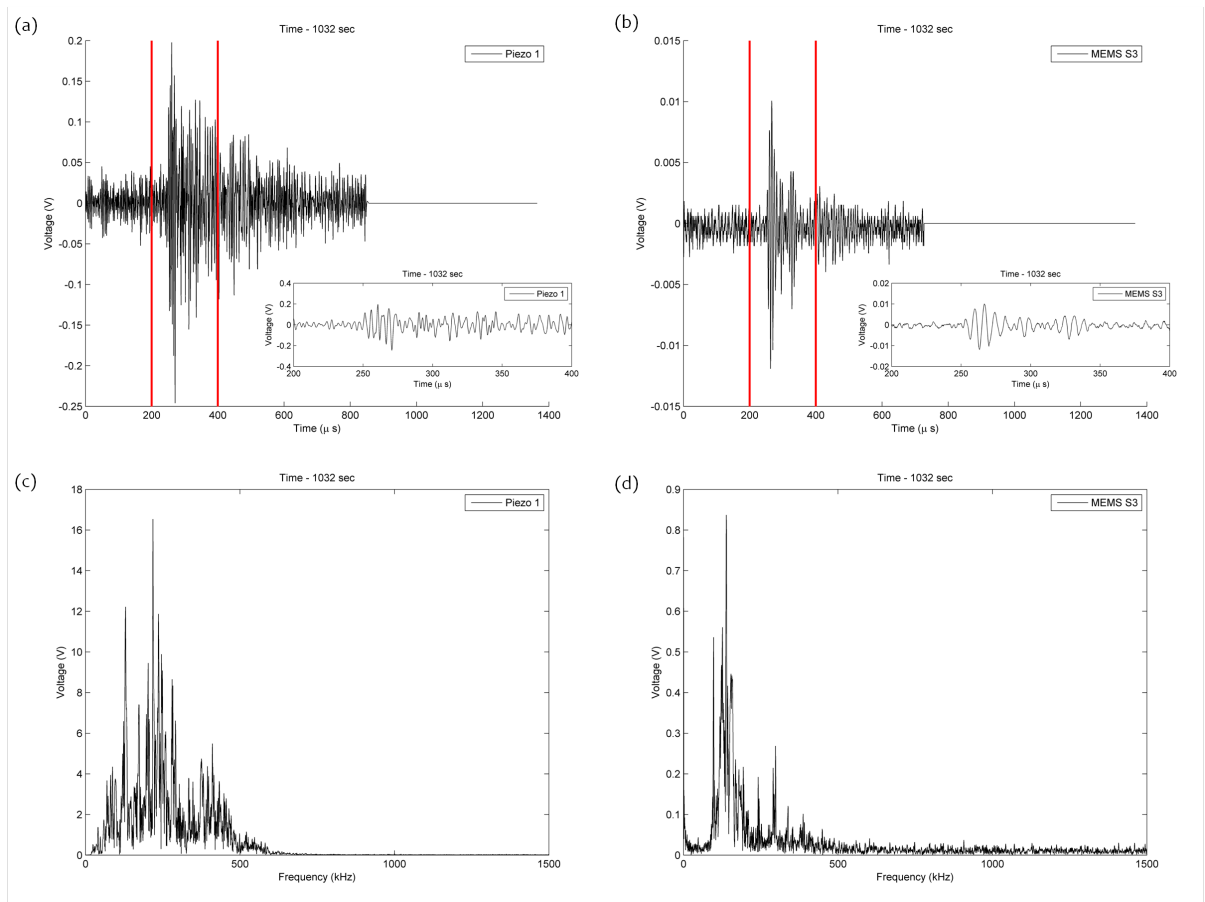 (a)
Time - 1032 sec
Piezo 1
0.2
0.15
0.1
0.05
0
-0.05
-0.1
-0.15
-0.2
-0.25
Voltage (V)
0 200 400 600 800 1000 1200 1400
Time (μ s)
Time - 1032 sec
Piezo 1
0.4
0.2
0
-0.2
-0.4
Voltage (V)
200 250 300 350 400
Time (μ s)
(b)
Time - 1032 sec
MEMS S3
0.015
0.01
0.005
0
-0.005
-0.01
-0.015
Voltage (V)
0 200 400 600 800 1000 1200 1400
Time (μ s)
Time - 1032 sec
MEMS S3
0.02
0.01
0
-0.01
-0.02
Voltage (V)
200 250 300 350 400
Time (μ s)
(c)
Time - 1032 sec
Piezo 1
18
16
14
12
10
8
6
4
2
0
Voltage (V)
0 500 1000 1500
Frequency (kHz)
(d)
Time - 1032 sec
MEMS S3
0.9
0.8
0.7
0.6
0.5
0.4
0.3
0.2
0.1
0
Voltage (V)
0 500 1000 1500
Frequency (kHz)